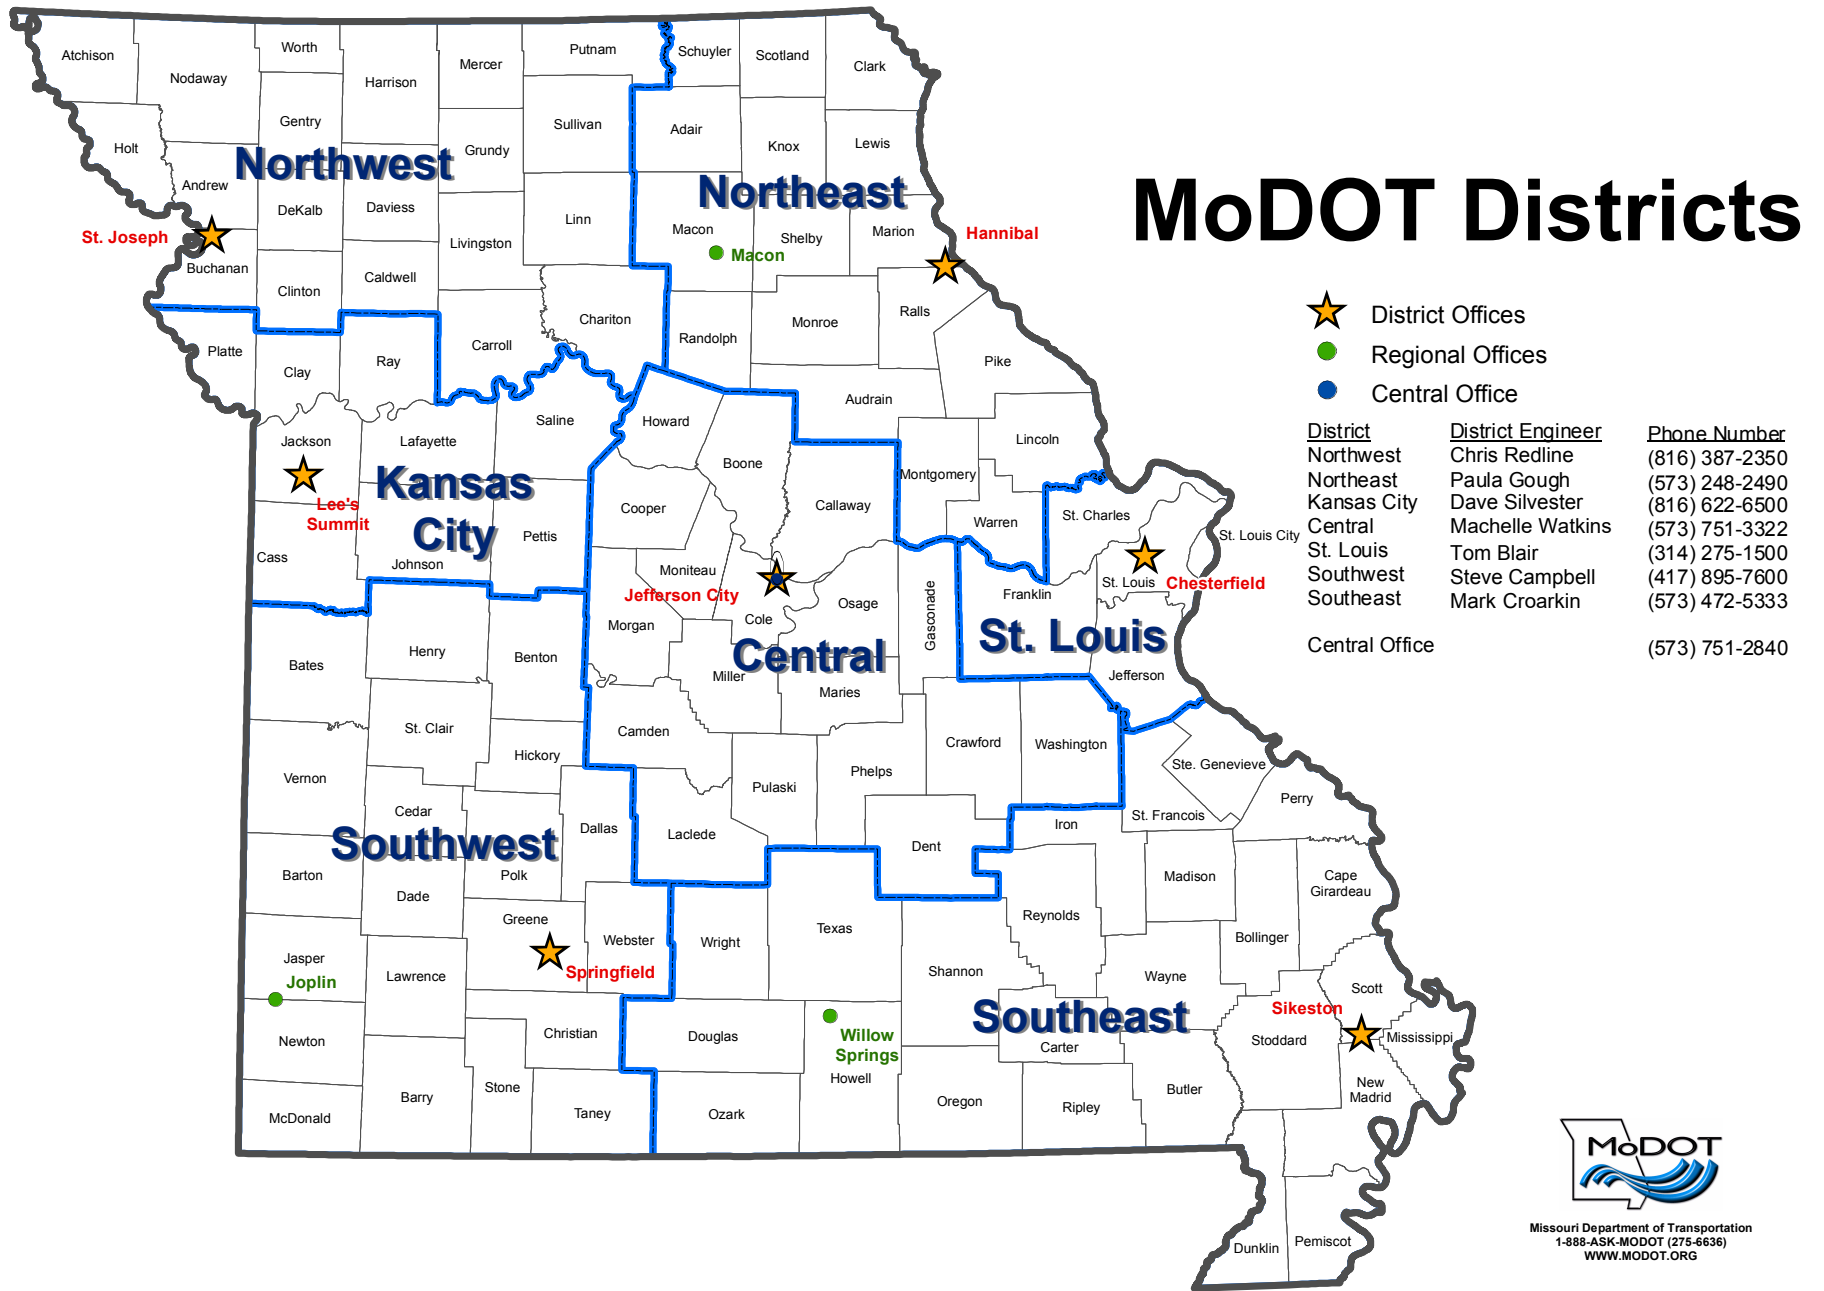 MoDOT Districts
District Offices
Regional Offices
Central Office
District District Engineer Phone Number
Northwest Chris Redline (816) 387-2350
Northeast Paula Gough (573) 248-2490
Kansas City Dave Silvester (816) 622-6500
Central Machelle Watkins (573) 751-3322
St. Louis Tom Blair (314) 275-1500
Southwest Steve Campbell (417) 895-7600
Southeast Mark Croarkin (573) 472-5333
Central Office (573) 751-2840
Northwest
Atchison
Nodaway
Worth
Harrison
Mercer
Putnam
Gentry
Sullivan
Holt
Grundy
Andrew
DeKalb
Daviess
Livingston
Linn
St. Joseph
Buchanan
Clinton
Caldwell
Carroll
Chariton
Northeast
Schuyler
Scotland
Clark
Adair
Knox
Lewis
Macon
Macon
Shelby
Marion
Hannibal
Randolph
Monroe
Ralls
Pike
Audrain
Montgomery
Lincoln
Warren
Kansas
City
Platte
Clay
Ray
Jackson
Lafayette
Saline
Lee's
Summit
Cass
Johnson
Pettis
Central
Howard
Boone
Cooper
Callaway
Moniteau
Jefferson City
Cole
Osage
Gasconade
Morgan
Miller
Maries
Camden
Pulaski
Phelps
Crawford
Washington
Laclede
Dent
St. Louis
St. Charles
St. Louis City
St. Louis
Chesterfield
Franklin
Jefferson
Southwest
Bates
Henry
Benton
St. Clair
Hickory
Vernon
Cedar
Dallas
Polk
Barton
Dade
Greene
Webster
Springfield
Jasper
Joplin
Lawrence
Newton
Christian
Stone
Barry
Taney
McDonald
Southeast
Ste. Genevieve
Perry
St. Francois
Iron
Madison
Cape
Girardeau
Reynolds
Bollinger
Wright
Texas
Shannon
Wayne
Scott
Sikeston
Mississippi
Stoddard
Carter
Douglas
Willow
Springs
Howell
Ozark
Oregon
Ripley
Butler
New
Madrid
Dunklin
Pemiscot
MoDOT
Missouri Department of Transportation
1-888-ASK-MODOT (275-6636)
WWW.MODOT.ORG